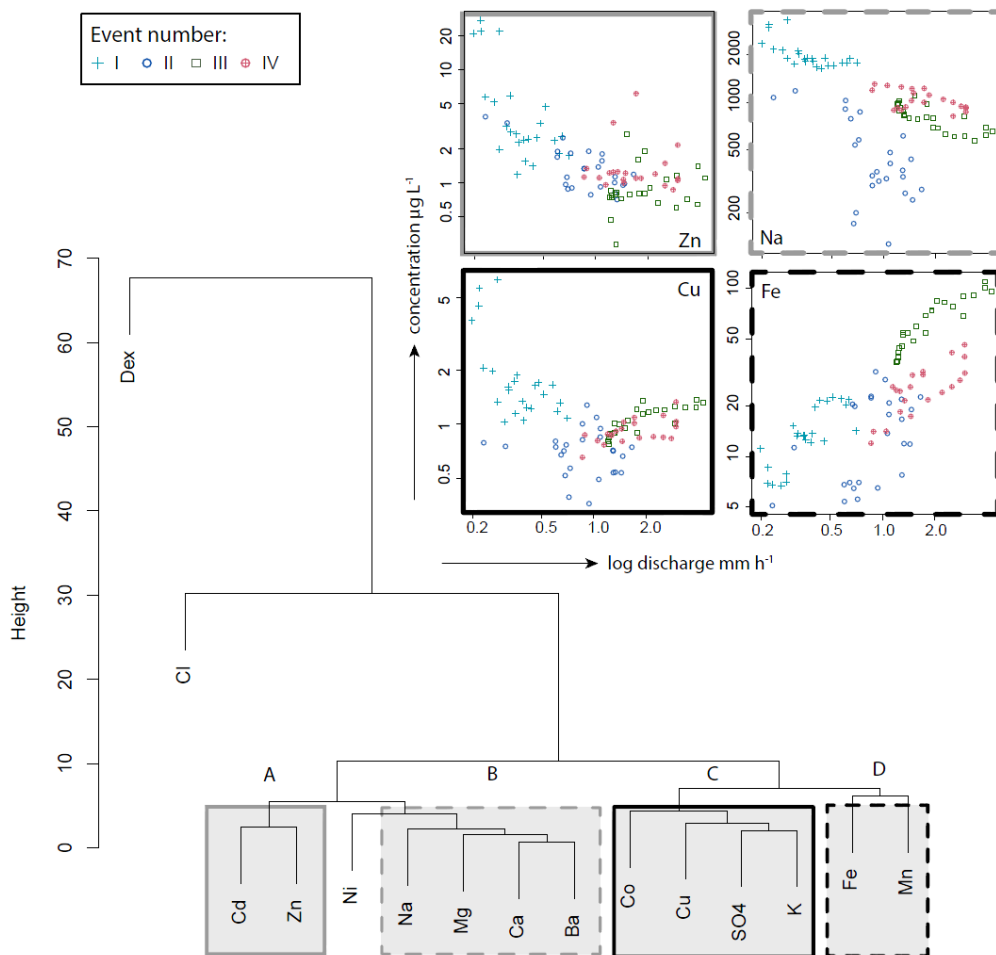 Event number:
I II III IV
concentration µg L⁻¹
20
10
5
2
1
0.5
Zn
2000
1000
500
200
Na
5
2
1
0.5
Cu
0.2 0.5 1.0 2.0
100
50
20
10
5
Fe
0.2 0.5 1.0 2.0
log discharge mm h⁻¹
Height
70
60
50
40
30
20
10
0
Dex
Cl
A B C D
Cd Zn Ni Na Mg Ca Ba Co Cu SO4 K Fe Mn